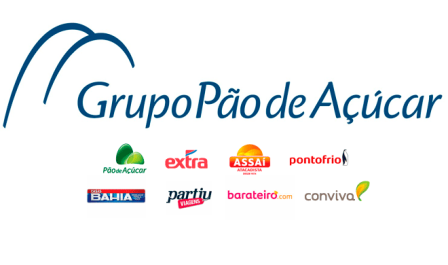 Grupo Pão de Açúcar
Pão de Açúcar
extra
ASSAÍ
ATACADISTA
pontofrio
CASAS
BAHIA
partiu
VIAGENS
barateiro.com
conviva